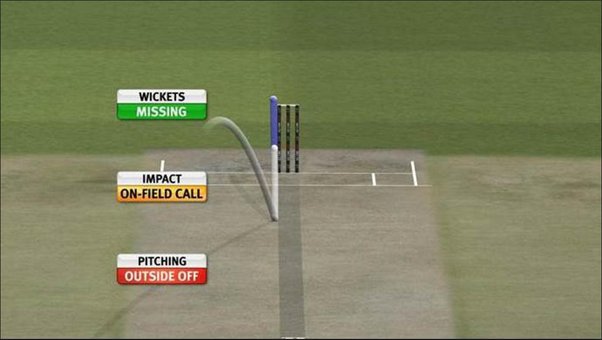 WICKETS
MISSING
IMPACT
ON-FIELD CALL
PITCHING
OUTSIDE OFF